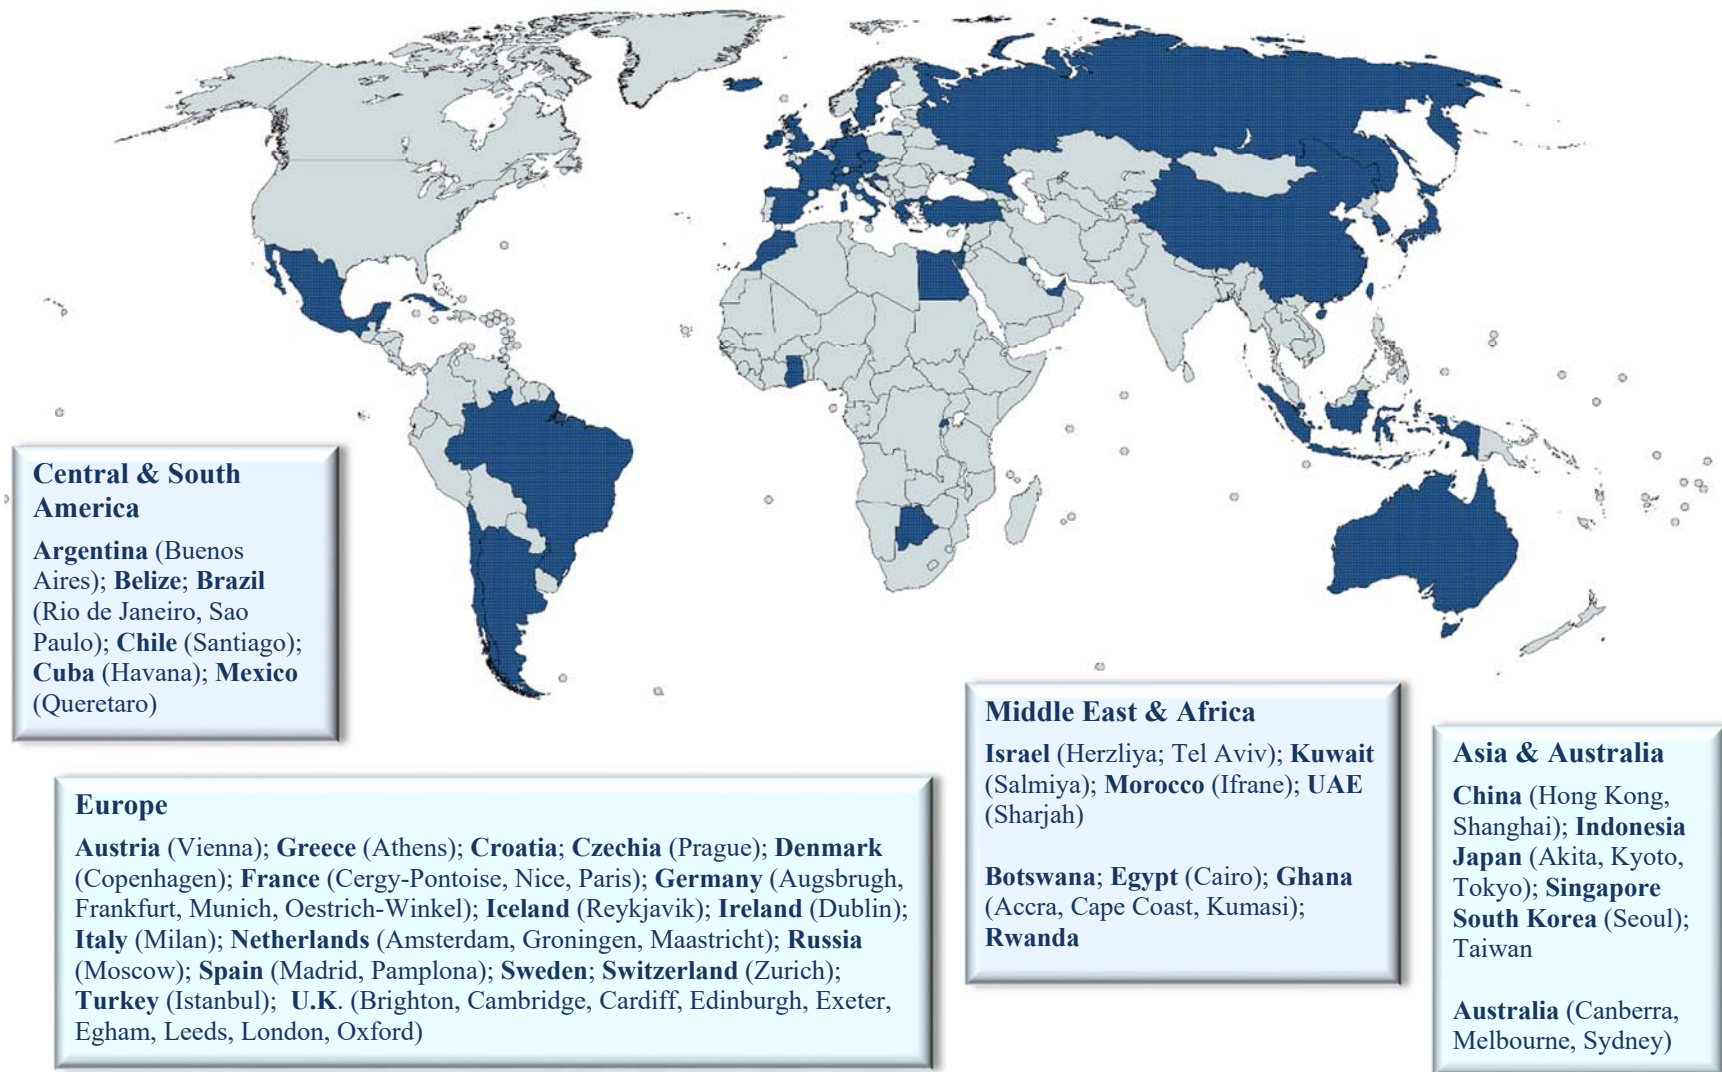 Central & South
America
Argentina (Buenos
Aires); Belize; Brazil
(Rio de Janeiro, Sao
Paulo); Chile (Santiago);
Cuba (Havana); Mexico
(Queretaro)
Europe
Austria (Vienna); Greece (Athens); Croatia; Czechia (Prague); Denmark
(Copenhagen); France (Cergy-Pontoise, Nice, Paris); Germany (Augsbrugh,
Frankfurt, Munich, Oestrich-Winkel); Iceland (Reykjavik); Ireland (Dublin);
Italy (Milan); Netherlands (Amsterdam, Groningen, Maastricht); Russia
(Moscow); Spain (Madrid, Pamplona); Sweden; Switzerland (Zurich);
Turkey (Istanbul); U.K. (Brighton, Cambridge, Cardiff, Edinburgh, Exeter,
Egham, Leeds, London, Oxford)
Middle East & Africa
Israel (Herzliya; Tel Aviv); Kuwait
(Salmiya); Morocco (Ifrane); UAE
(Sharjah)
Botswana; Egypt (Cairo); Ghana
(Accra, Cape Coast, Kumasi);
Rwanda
Asia & Australia
China (Hong Kong,
Shanghai); Indonesia
Japan (Akita, Kyoto,
Tokyo); Singapore
South Korea (Seoul);
Taiwan
Australia (Canberra,
Melbourne, Sydney)